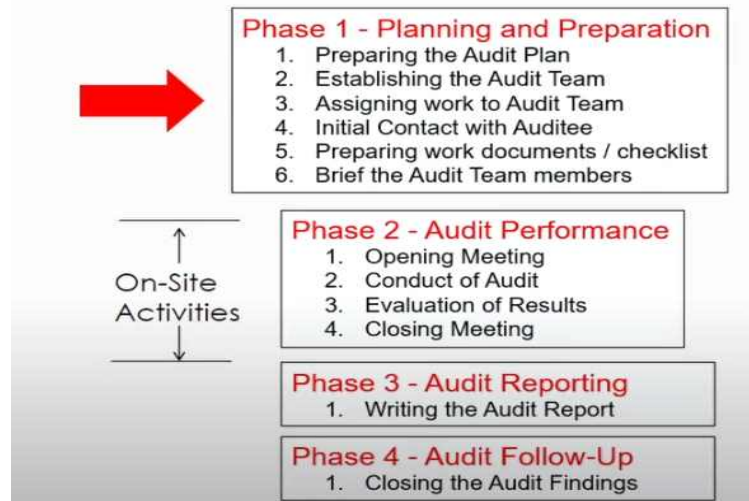 Phase 1 - Planning and Preparation
1. Preparing the Audit Plan
2. Establishing the Audit Team
3. Assigning work to Audit Team
4. Initial Contact with Auditee
5. Preparing work documents / checklist
6. Brief the Audit Team members
On-Site
Activities
Phase 2 - Audit Performance
1. Opening Meeting
2. Conduct of Audit
3. Evaluation of Results
4. Closing Meeting
Phase 3 - Audit Reporting
1. Writing the Audit Report
Phase 4 - Audit Follow-Up
1. Closing the Audit Findings